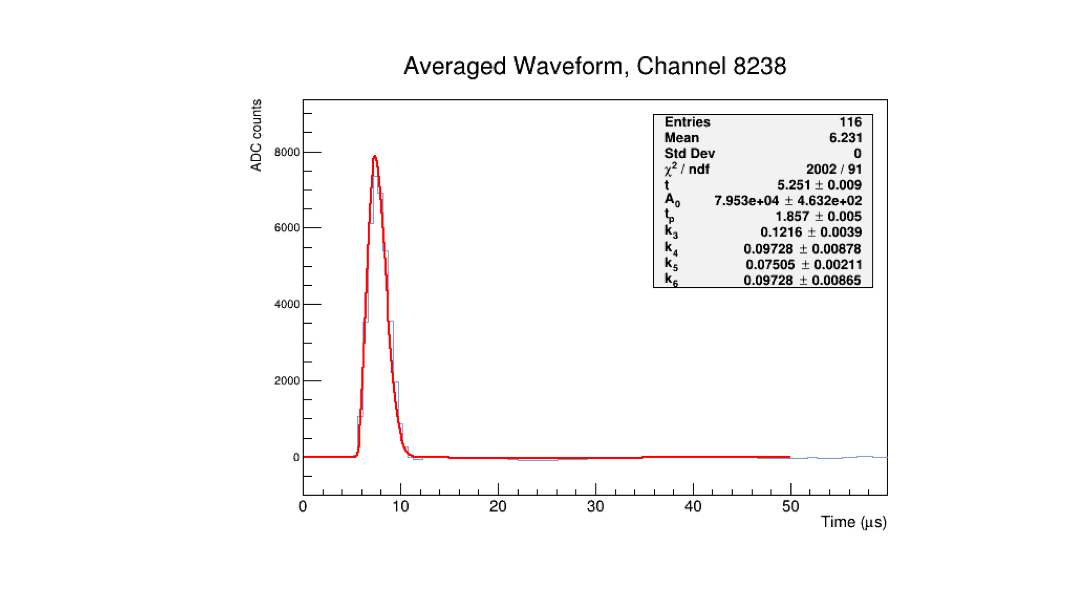 Averaged Waveform, Channel 8238
ADC counts
Entries 116
Mean 6.231
Std Dev 0
χ² / ndf 2002 / 91
t 5.251 ± 0.009
A₀ 7.953e+04 ± 4.632e+02
tₚ 1.857 ± 0.005
k₃ 0.1216 ± 0.0039
k₄ 0.09728 ± 0.00878
k₅ 0.07505 ± 0.00211
k₆ 0.09728 ± 0.00865
8000
6000
4000
2000
0
0 10 20 30 40 50
Time (μs)